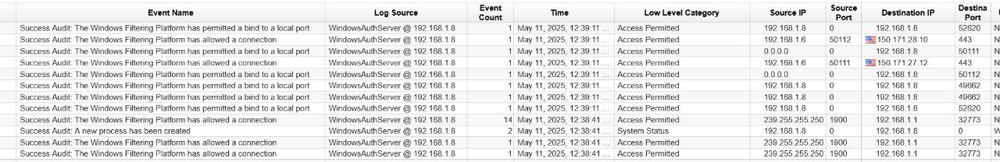 Event Name Log Source Event Count Time Low Level Category Source IP Source Port Destination IP Destina Port
Success Audit: The Windows Filtering Platform has permitted a bind to a local port WindowsAuthServer @ 192.168.1.8 1 May 11, 2025, 12:39:11 ... Access Permitted 192.168.1.8 0 192.168.1.8 52620 N
Success Audit: The Windows Filtering Platform has allowed a connection WindowsAuthServer @ 192.168.1.8 1 May 11, 2025, 12:39:11 ... Access Permitted 192.168.1.6 50112 150.171.28.10 443 N
Success Audit: The Windows Filtering Platform has permitted a bind to a local port WindowsAuthServer @ 192.168.1.8 1 May 11, 2025, 12:39:11 ... Access Permitted 0.0.0.0 0 192.168.1.8 50111 N
Success Audit: The Windows Filtering Platform has allowed a connection WindowsAuthServer @ 192.168.1.8 1 May 11, 2025, 12:39:11 ... Access Permitted 192.168.1.6 50111 150.171.27.12 443 N
Success Audit: The Windows Filtering Platform has permitted a bind to a local port WindowsAuthServer @ 192.168.1.8 1 May 11, 2025, 12:39:11 ... Access Permitted 0.0.0.0 0 192.168.1.8 50112 N
Success Audit: The Windows Filtering Platform has permitted a bind to a local port WindowsAuthServer @ 192.168.1.8 1 May 11, 2025, 12:39:11 ... Access Permitted 192.168.1.8 0 192.168.1.8 49662 N
Success Audit: The Windows Filtering Platform has permitted a bind to a local port WindowsAuthServer @ 192.168.1.8 1 May 11, 2025, 12:39:11 ... Access Permitted 192.168.1.8 0 192.168.1.8 49662 N
Success Audit: The Windows Filtering Platform has permitted a bind to a local port WindowsAuthServer @ 192.168.1.8 1 May 11, 2025, 12:39:11 ... Access Permitted 192.168.1.8 0 192.168.1.8 52620 N
Success Audit: The Windows Filtering Platform has allowed a connection WindowsAuthServer @ 192.168.1.8 14 May 11, 2025, 12:38:41 ... Access Permitted 239.255.255.250 1900 192.168.1.1 32773 N
Success Audit: A new process has been created WindowsAuthServer @ 192.168.1.8 2 May 11, 2025, 12:38:41 ... System Status 192.168.1.8 0 192.168.1.8 0 W
Success Audit: The Windows Filtering Platform has allowed a connection WindowsAuthServer @ 192.168.1.8 1 May 11, 2025, 12:38:41 ... Access Permitted 239.255.255.250 1900 192.168.1.1 32773 N
Success Audit: The Windows Filtering Platform has allowed a connection WindowsAuthServer @ 192.168.1.8 1 May 11, 2025, 12:38:41 ... Access Permitted 239.255.255.250 1900 192.168.1.1 32773 N